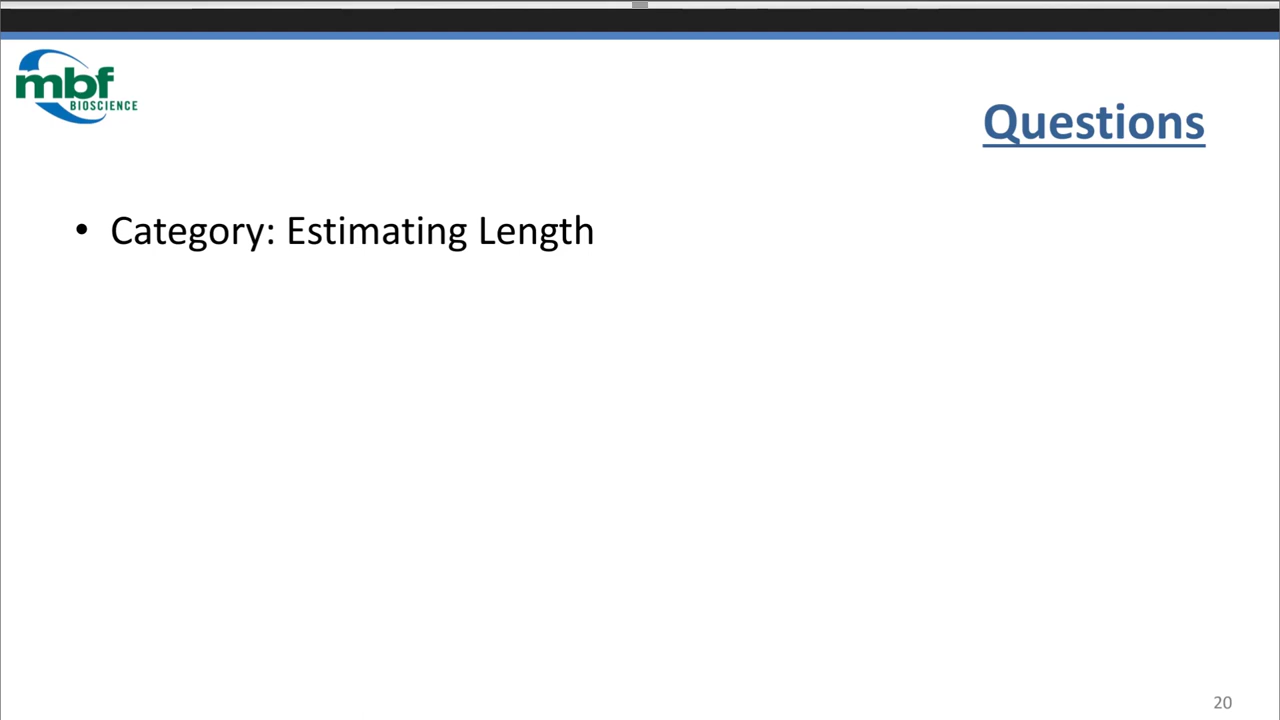 mbf
BIOSCIENCE
Questions
• Category: Estimating Length
20